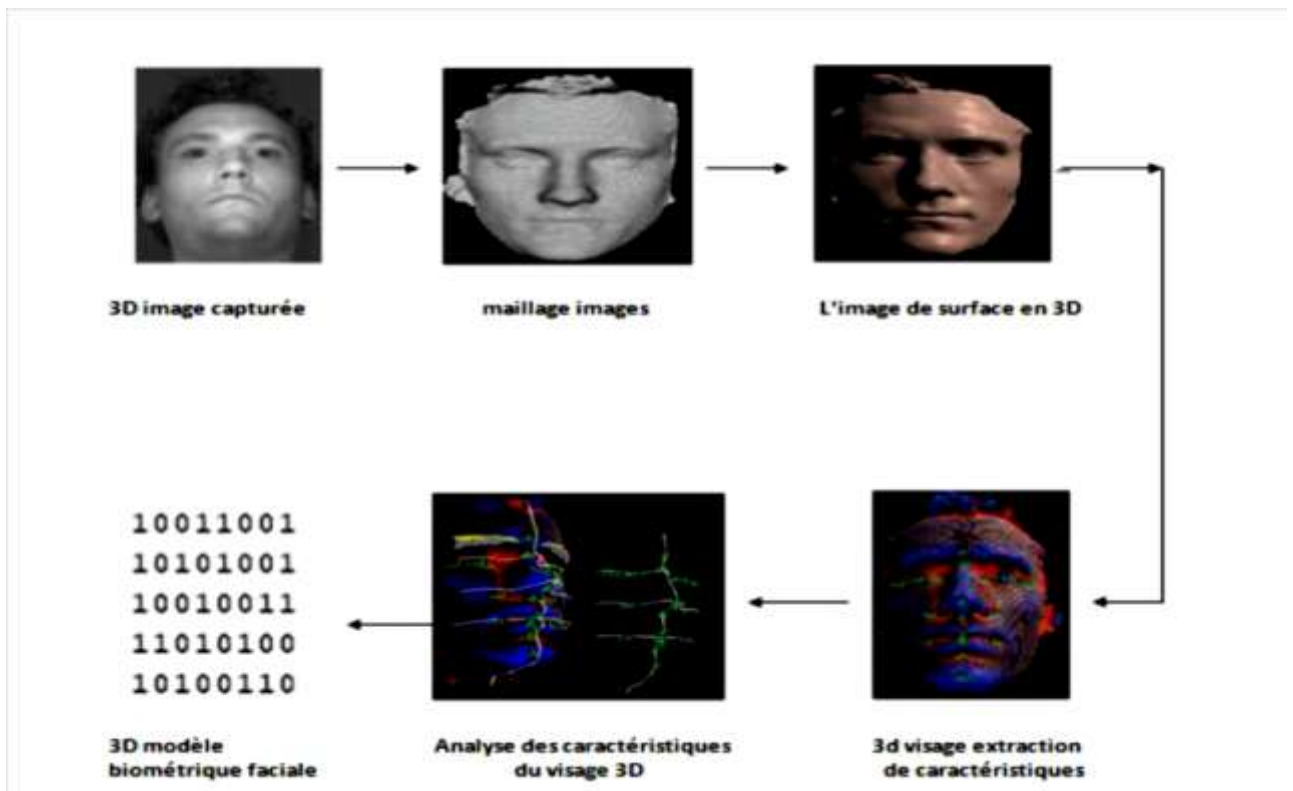 3D image capturée
maillage images
L'image de surface en 3D
10011001
10101001
10010011
11010100
10100110
3D modèle
biométrique faciale
Analyse des caractéristiques
du visage 3D
3d visage extraction
de caractéristiques